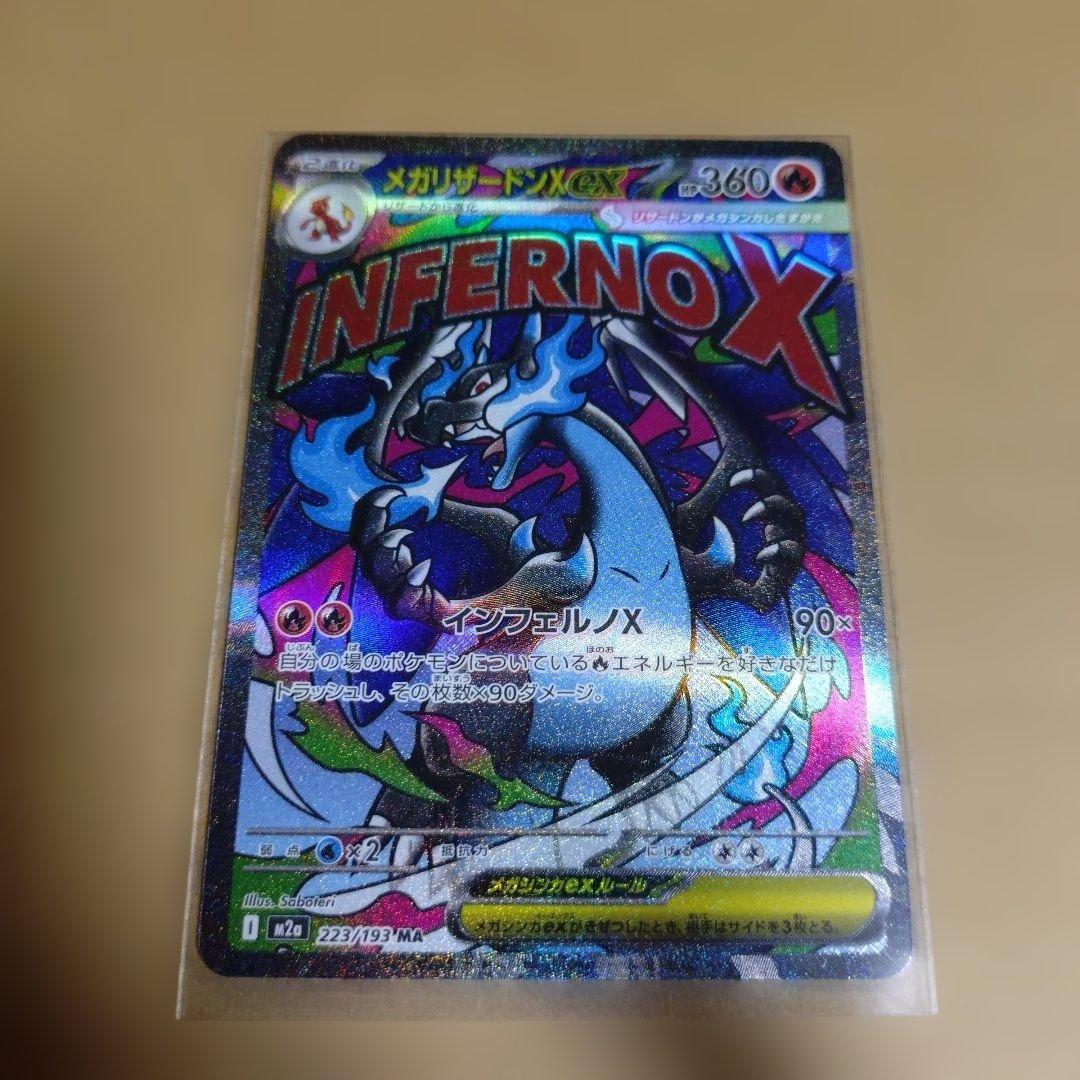 2進化
メガリザードンXex HP360
リザードから進化
リザードンがメガシンカしたすがた
INFERNO X
インフェルノX 90×
自分の場のポケモンについているエネルギーを好きなだけ
トラッシュし、その枚数×90ダメージ。
弱点 ×2 抵抗力 にげる
メガシンカexルール
メガシンカexがきぜつしたとき、相手はサイドを3枚とる。
Illus. Saboteri
I m2a 223/193 MA